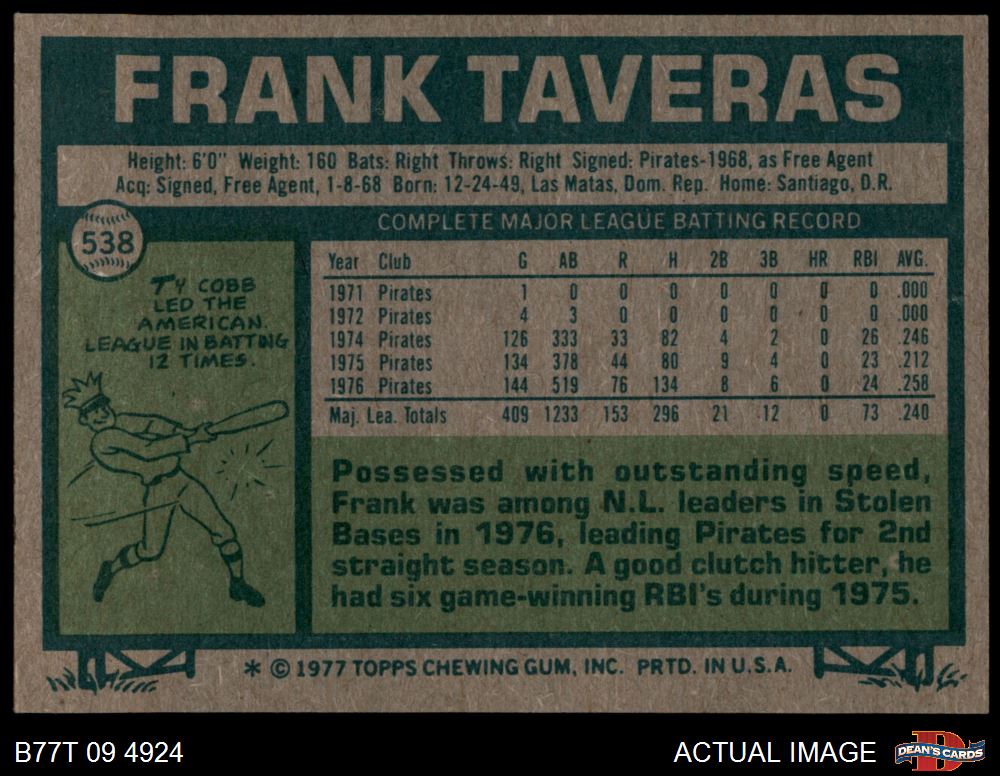 FRANK TAVERAS
Height: 6'0" Weight: 160 Bats: Right Throws: Right Signed: Pirates-1968, as Free Agent
Acq: Signed, Free Agent, 1-8-68 Born: 12-24-49, Las Matas, Dom. Rep. Home: Santiago, D.R.
538
TY COBB
LED THE
AMERICAN
LEAGUE IN BATTING
12 TIMES.
COMPLETE MAJOR LEAGUE BATTING RECORD
Year Club G AB R H 2B 3B HR RBI AVG.
1971 Pirates 1 0 0 0 0 0 0 0 .000
1972 Pirates 4 3 0 0 0 0 0 0 .000
1974 Pirates 126 333 33 82 4 2 0 26 .246
1975 Pirates 134 378 44 80 9 4 0 23 .212
1976 Pirates 144 519 76 134 8 6 0 24 .258
Maj. Lea. Totals 409 1233 153 296 21 12 0 73 .240
Possessed with outstanding speed,
Frank was among N.L. leaders in Stolen
Bases in 1976, leading Pirates for 2nd
straight season. A good clutch hitter, he
had six game-winning RBI's during 1975.
* © 1977 TOPPS CHEWING GUM, INC. PRTD. IN U.S.A.
B77T 09 4924
ACTUAL IMAGE
DEAN'S CARDS